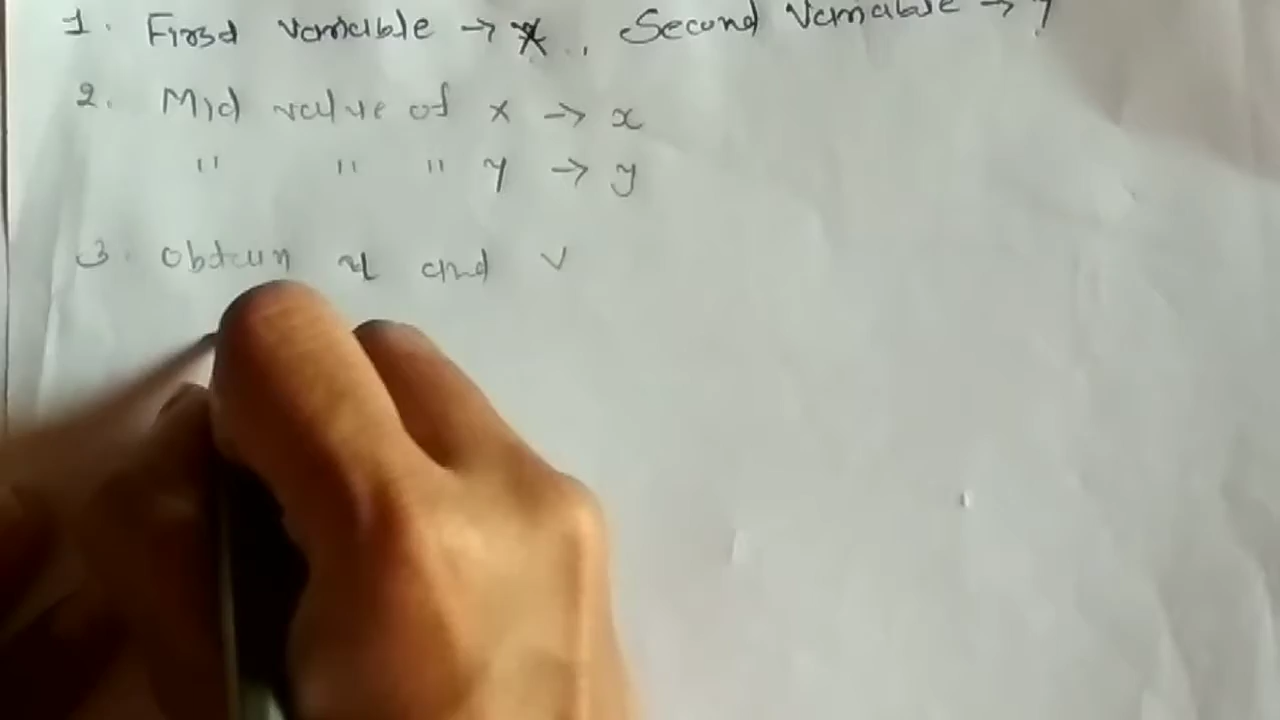 1. First Variable → X, Second Variable → Y
2. Mid value of X → x
" " " Y → y
3. Obtain u and v